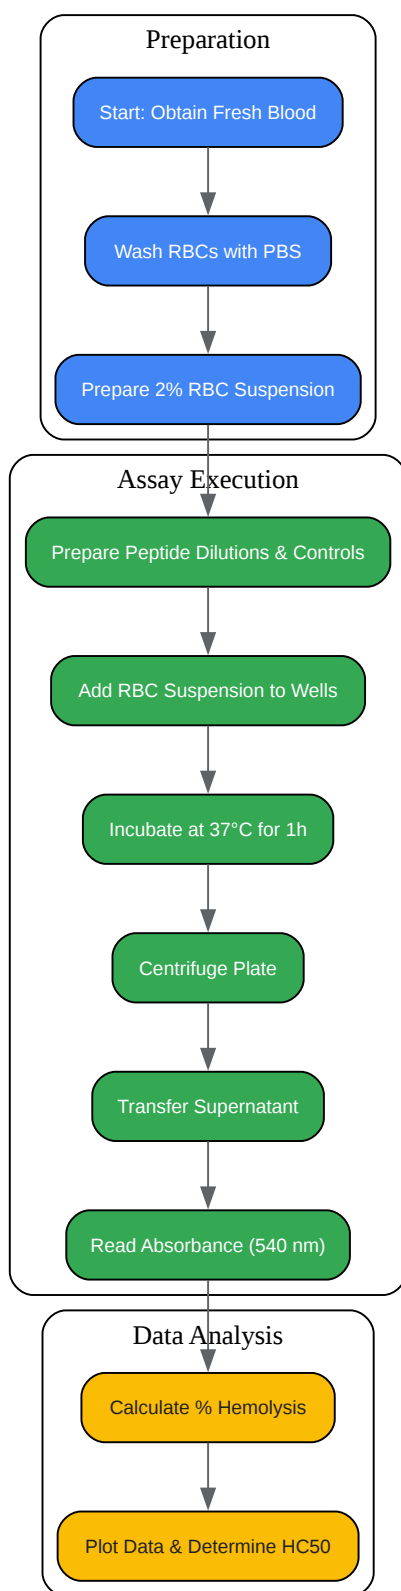 Preparation
Start: Obtain Fresh Blood
Wash RBCs with PBS
Prepare 2% RBC Suspension
Assay Execution
Prepare Peptide Dilutions & Controls
Add RBC Suspension to Wells
Incubate at 37°C for 1h
Centrifuge Plate
Transfer Supernatant
Read Absorbance (540 nm)
Data Analysis
Calculate % Hemolysis
Plot Data & Determine HC50